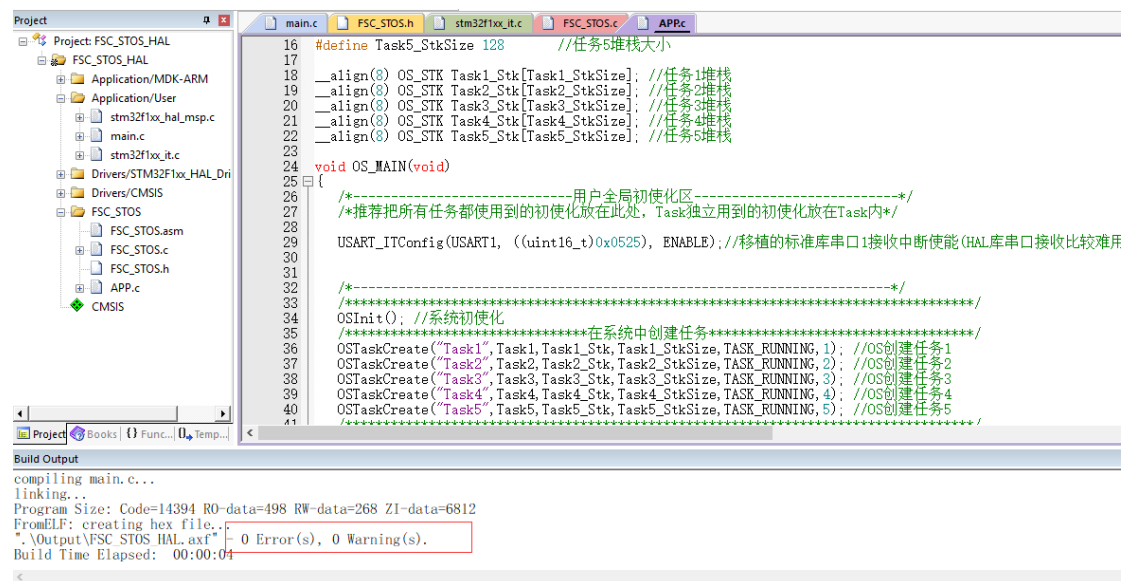 Project
Project: FSC_STOS_HAL
FSC_STOS_HAL
Application/MDK-ARM
Application/User
stm32f1xx_hal_msp.c
main.c
stm32f1xx_it.c
Drivers/STM32F1xx_HAL_Dri
Drivers/CMSIS
FSC_STOS
FSC_STOS.asm
FSC_STOS.c
FSC_STOS.h
APP.c
CMSIS
Project Books {} Func... 0 Temp...
main.c FSC_STOS.h stm32f1xx_it.c FSC_STOS.c APP.c
16 #define Task5_StkSize 128 //任务5堆栈大小
17
18 __align(8) OS_STK Task1_Stk[Task1_StkSize]; //任务1堆栈
19 __align(8) OS_STK Task2_Stk[Task2_StkSize]; //任务2堆栈
20 __align(8) OS_STK Task3_Stk[Task3_StkSize]; //任务3堆栈
21 __align(8) OS_STK Task4_Stk[Task4_StkSize]; //任务4堆栈
22 __align(8) OS_STK Task5_Stk[Task5_StkSize]; //任务5堆栈
23
24 void OS_MAIN(void)
25 {
26 /*----------------------------用户全局初使化区--------------------------*/
27 /*推荐把所有任务都使用到的初使化放在此处，Task独立用到的初使化放在Task内*/
28
29 USART_ITConfig(USART1, ((uint16_t)0x0525), ENABLE);//移植的标准库串口1接收中断使能(HAL库串口接收比较难用
30
31
32 /*---------------------------------------------------------------------*/
33 /********************************************************************************/
34 OSInit(); //系统初使化
35 /*******************************在系统中创建任务**********************************/
36 OSTaskCreate("Task1",Task1,Task1_Stk,Task1_StkSize,TASK_RUNNING,1); //OS创建任务1
37 OSTaskCreate("Task2",Task2,Task2_Stk,Task2_StkSize,TASK_RUNNING,2); //OS创建任务2
38 OSTaskCreate("Task3",Task3,Task3_Stk,Task3_StkSize,TASK_RUNNING,3); //OS创建任务3
39 OSTaskCreate("Task4",Task4,Task4_Stk,Task4_StkSize,TASK_RUNNING,4); //OS创建任务4
40 OSTaskCreate("Task5",Task5,Task5_Stk,Task5_StkSize,TASK_RUNNING,5); //OS创建任务5
41 /********************************************************************************/
Build Output
compiling main.c...
linking...
Program Size: Code=14394 RO-data=498 RW-data=268 ZI-data=6812
FromELF: creating hex file...
".\Output\FSC_STOS_HAL.axf" - 0 Error(s), 0 Warning(s).
Build Time Elapsed: 00:00:04